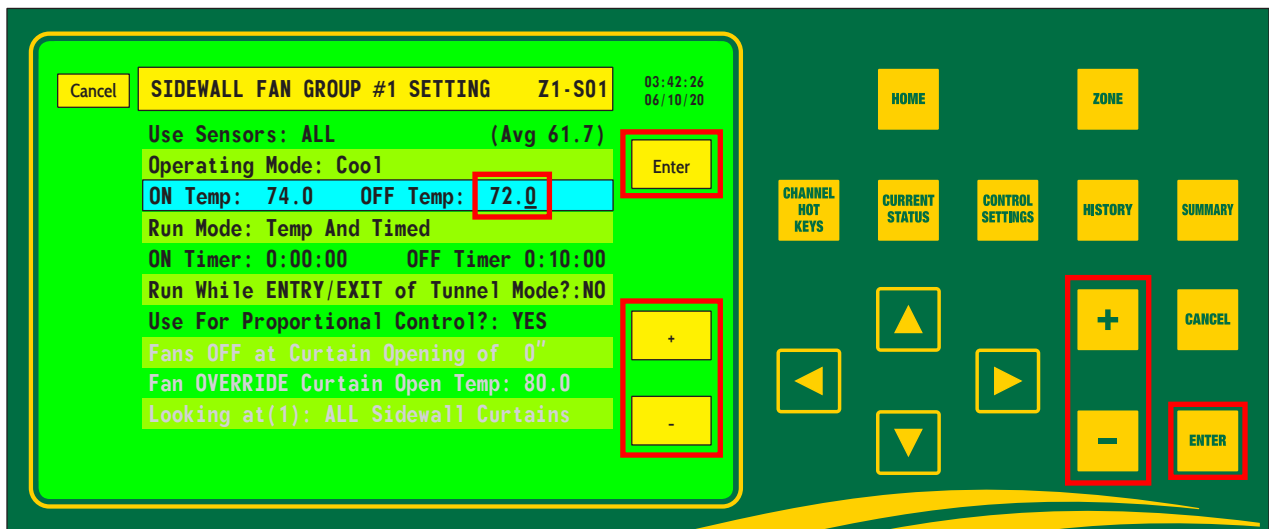 Cancel
SIDEWALL FAN GROUP #1 SETTING Z1-S01
03:42:26
06/10/20
Use Sensors: ALL (Avg 61.7)
Operating Mode: Cool
ON Temp: 74.0 OFF Temp: 72.0
Run Mode: Temp And Timed
ON Timer: 0:00:00 OFF Timer 0:10:00
Run While ENTRY/EXIT of Tunnel Mode?:NO
Use For Proportional Control?: YES
Fans OFF at Curtain Opening of 0"
Fan OVERRIDE Curtain Open Temp: 80.0
Looking at(1): ALL Sidewall Curtains
Enter
+
-
HOME
ZONE
CHANNEL
HOT
KEYS
CURRENT
STATUS
CONTROL
SETTINGS
HISTORY
SUMMARY
+
CANCEL
-
ENTER